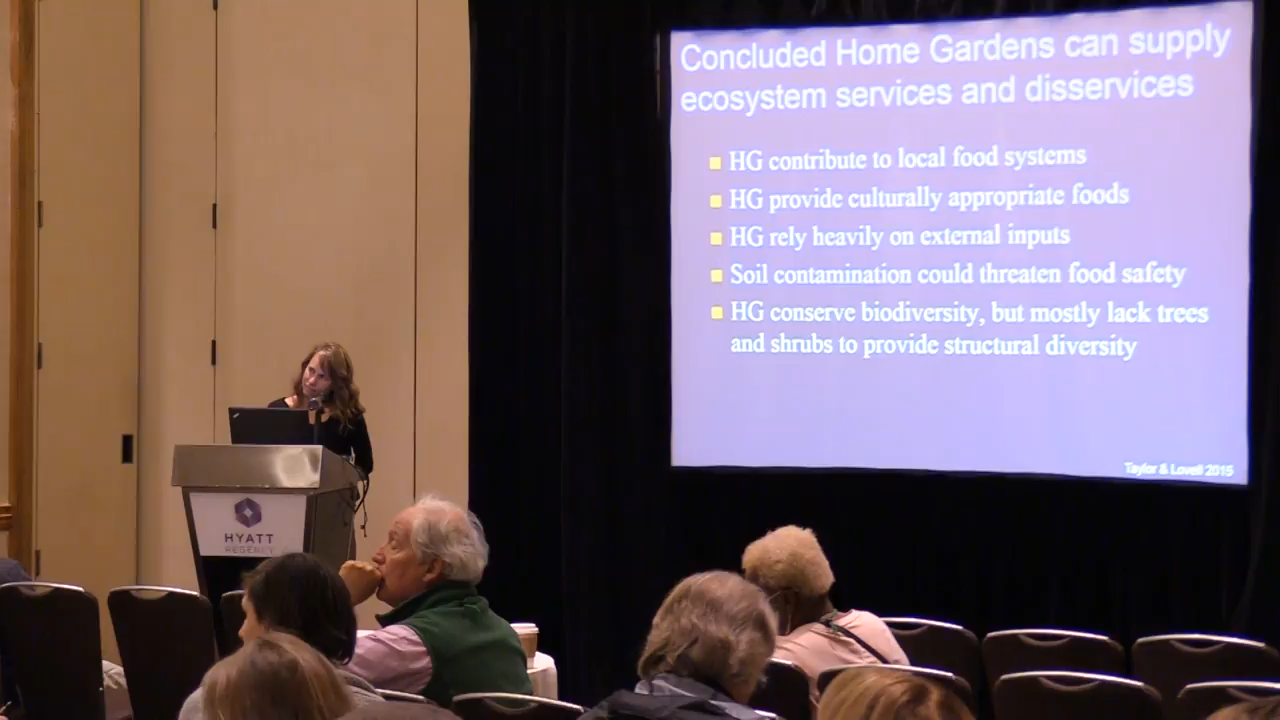 Concluded Home Gardens can supply
ecosystem services and disservices
HG contribute to local food systems
HG provide culturally appropriate foods
HG rely heavily on external inputs
Soil contamination could threaten food safety
HG conserve biodiversity, but mostly lack trees
and shrubs to provide structural diversity
Taylor & Lovell 2015
HYATT
REGENCY